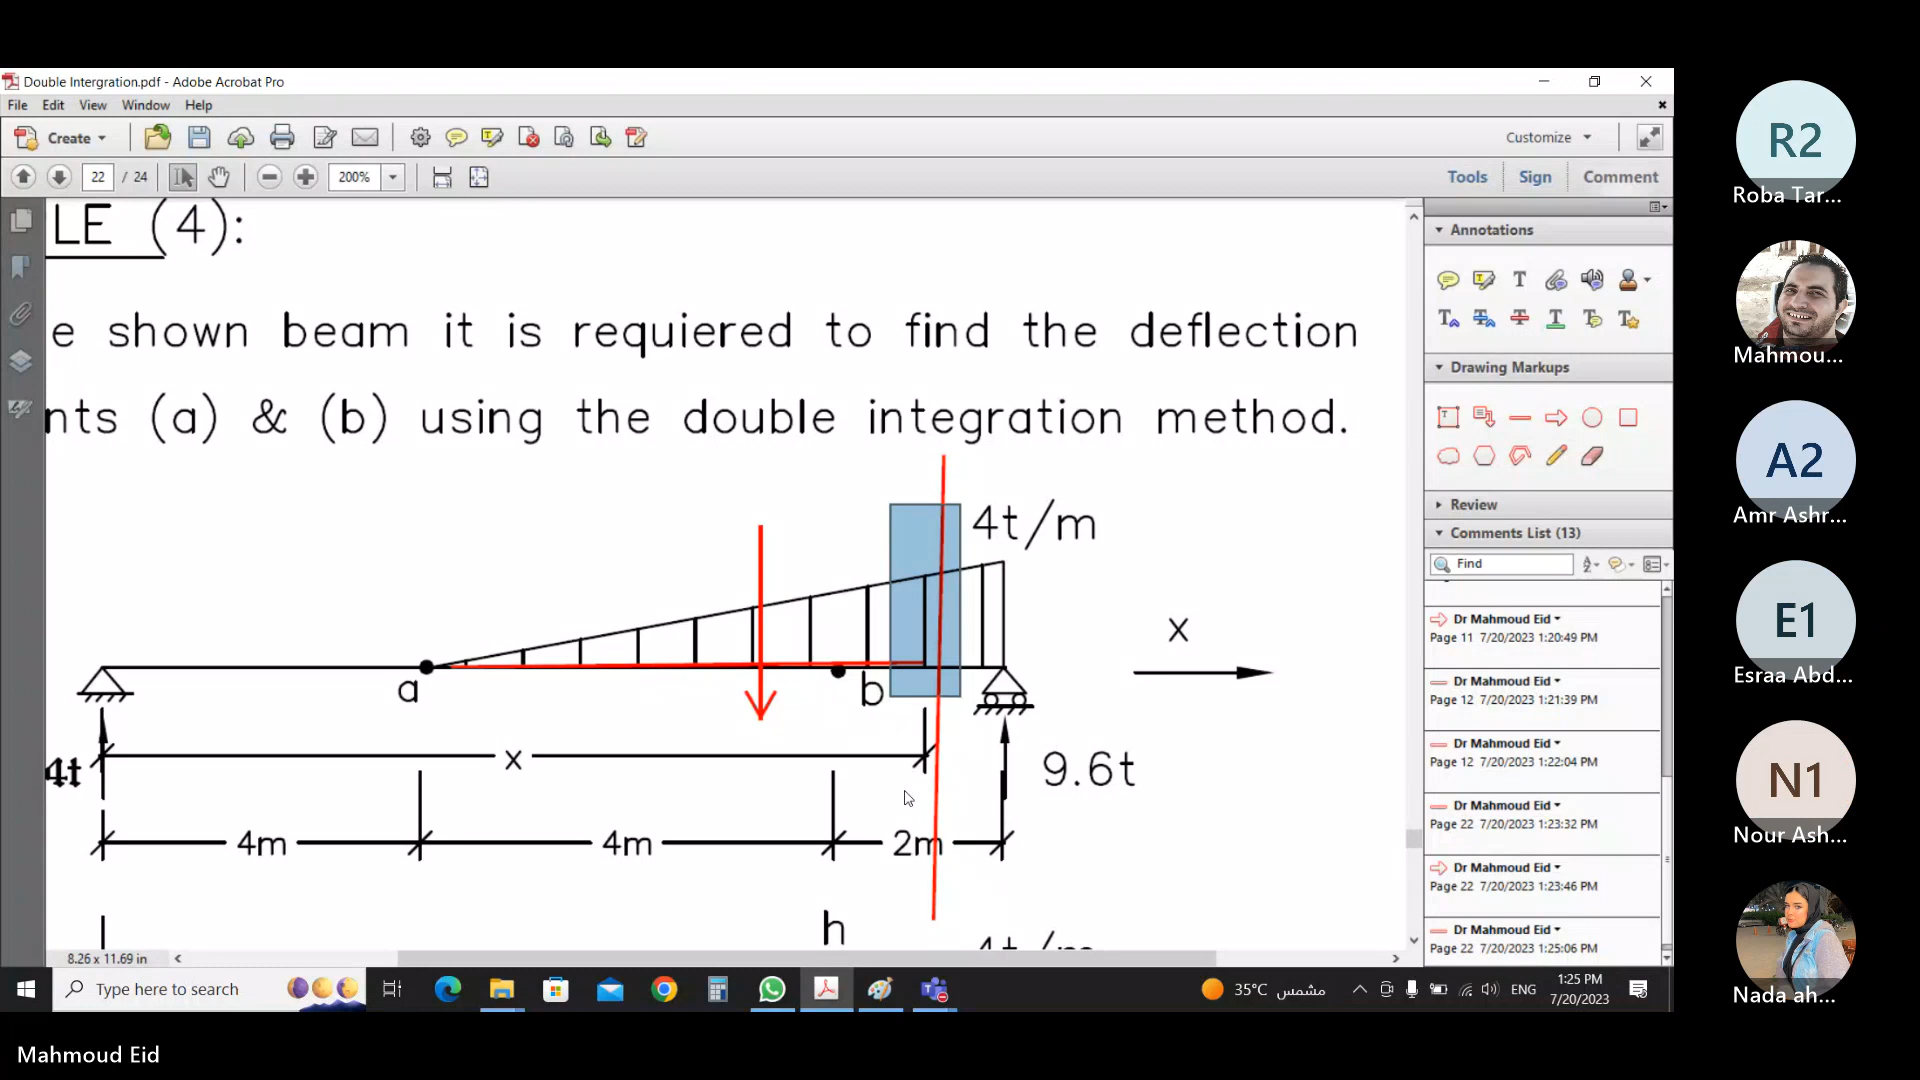 Double Intergration.pdf - Adobe Acrobat Pro
File Edit View Window Help
Create
Customize
22 / 24
200%
Tools Sign Comment
LE (4):
e shown beam it is requiered to find the deflection
nts (a) & (b) using the double integration method.
4t/m
x
a
b
4t
x
9.6t
4m
4m
2m
h
8.26 x 11.69 in
Annotations
Drawing Markups
Review
Comments List (13)
Find
Dr Mahmoud Eid
Page 11 7/20/2023 1:20:49 PM
Dr Mahmoud Eid
Page 12 7/20/2023 1:21:39 PM
Dr Mahmoud Eid
Page 12 7/20/2023 1:22:04 PM
Dr Mahmoud Eid
Page 22 7/20/2023 1:23:32 PM
Dr Mahmoud Eid
Page 22 7/20/2023 1:23:46 PM
Dr Mahmoud Eid
Page 22 7/20/2023 1:25:06 PM
Type here to search
35°C مشمس
ENG
1:25 PM
7/20/2023
R2
Roba Tar...
Mahmou...
A2
Amr Ashr...
E1
Esraa Abd...
N1
Nour Ash...
Nada ah...
Mahmoud Eid